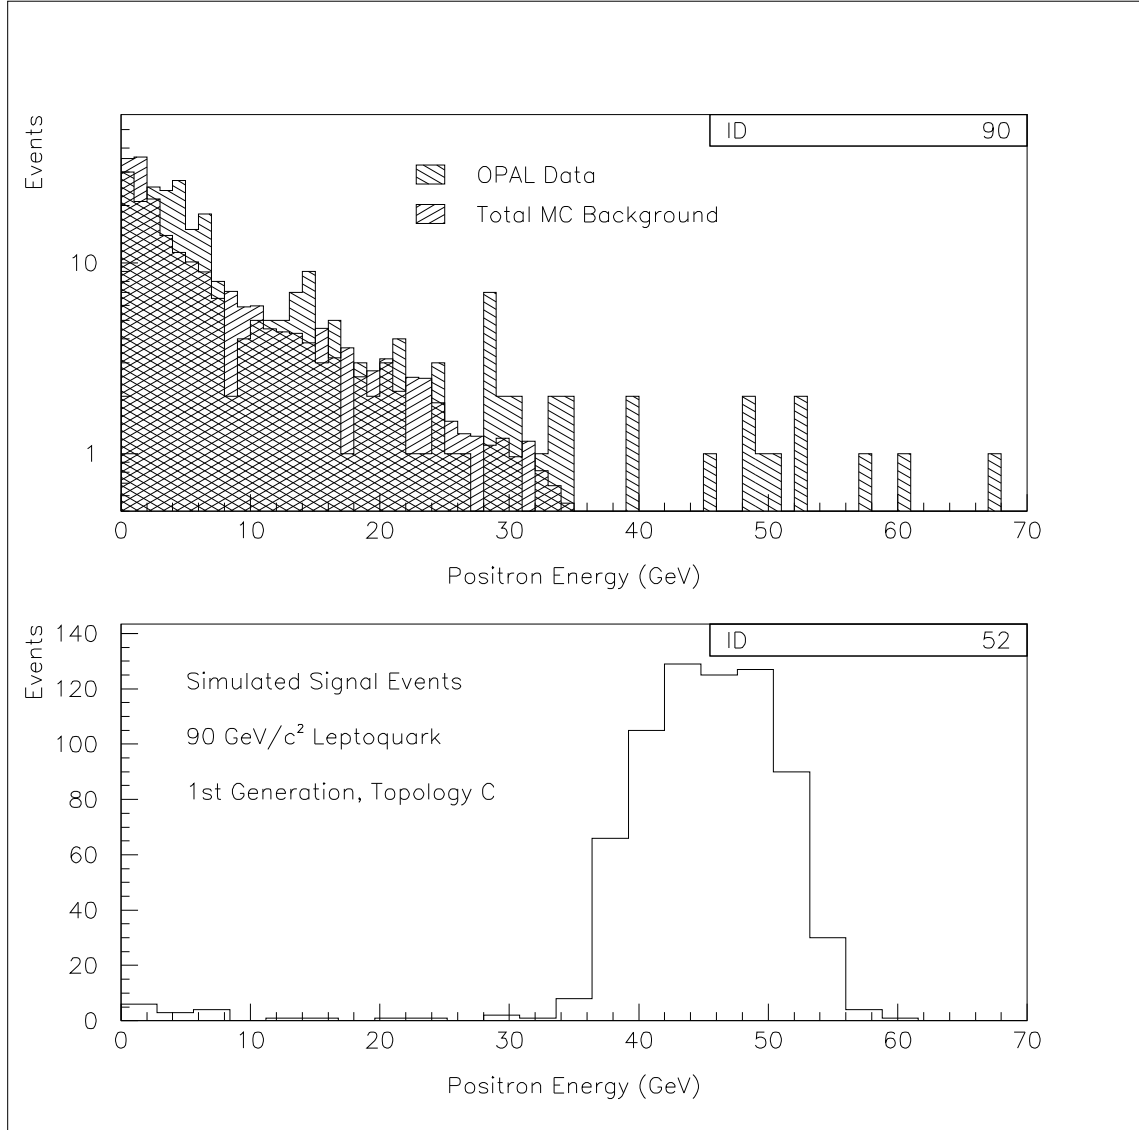 Events
ID 90
OPAL Data
Total MC Background
10
1
0 10 20 30 40 50 60 70
Positron Energy (GeV)
Events
ID 52
140
120
100
80
60
40
20
0
Simulated Signal Events
90 GeV/c² Leptoquark
1st Generation, Topology C
0 10 20 30 40 50 60 70
Positron Energy (GeV)